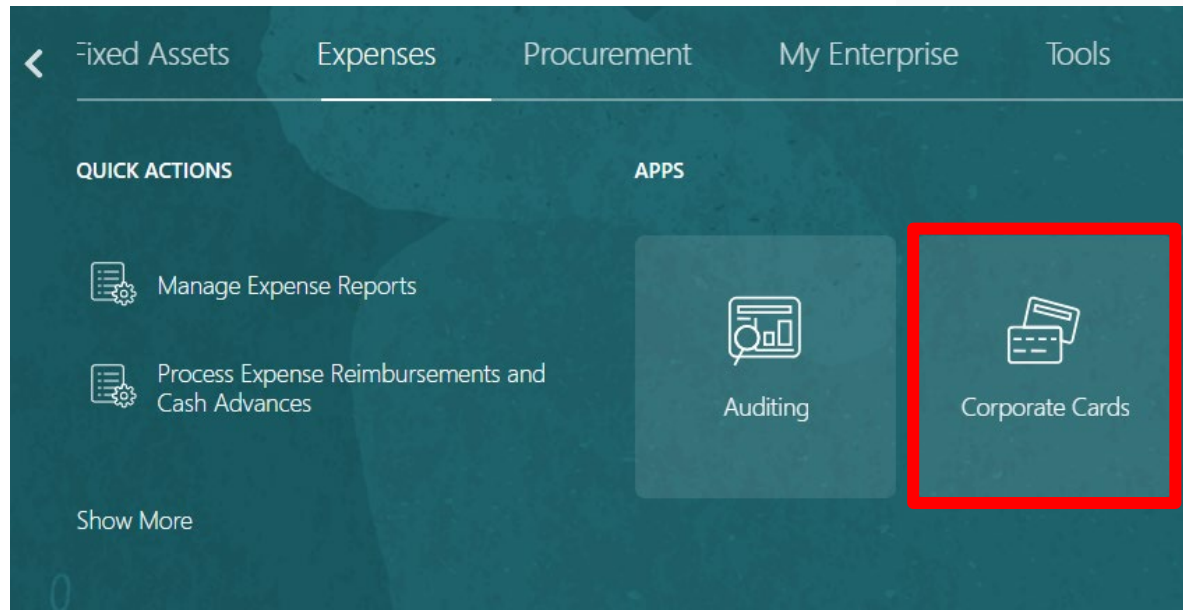 Fixed Assets Expenses Procurement My Enterprise Tools
QUICK ACTIONS
Manage Expense Reports
Process Expense Reimbursements and
Cash Advances
Show More
APPS
Auditing
Corporate Cards